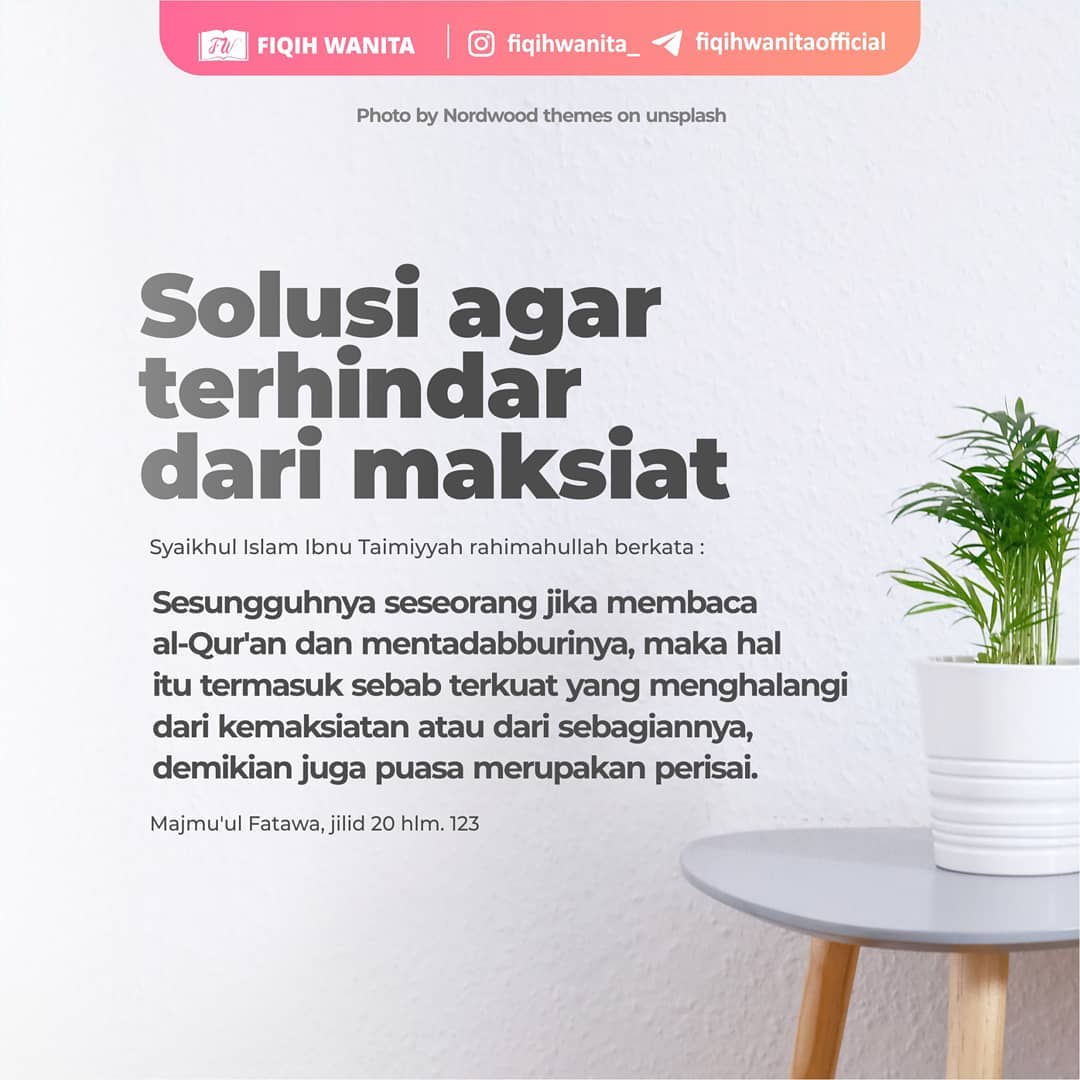 FW FIQIH WANITA fiqihwanita_ fiqihwanitaofficial
Photo by Nordwood themes on unsplash
Solusi agar
terhindar
dari maksiat
Syaikhul Islam Ibnu Taimiyyah rahimahullah berkata :
Sesungguhnya seseorang jika membaca
al-Qur'an dan mentadabburinya, maka hal
itu termasuk sebab terkuat yang menghalangi
dari kemaksiatan atau dari sebagiannya,
demikian juga puasa merupakan perisai.
Majmu'ul Fatawa, jilid 20 hlm. 123